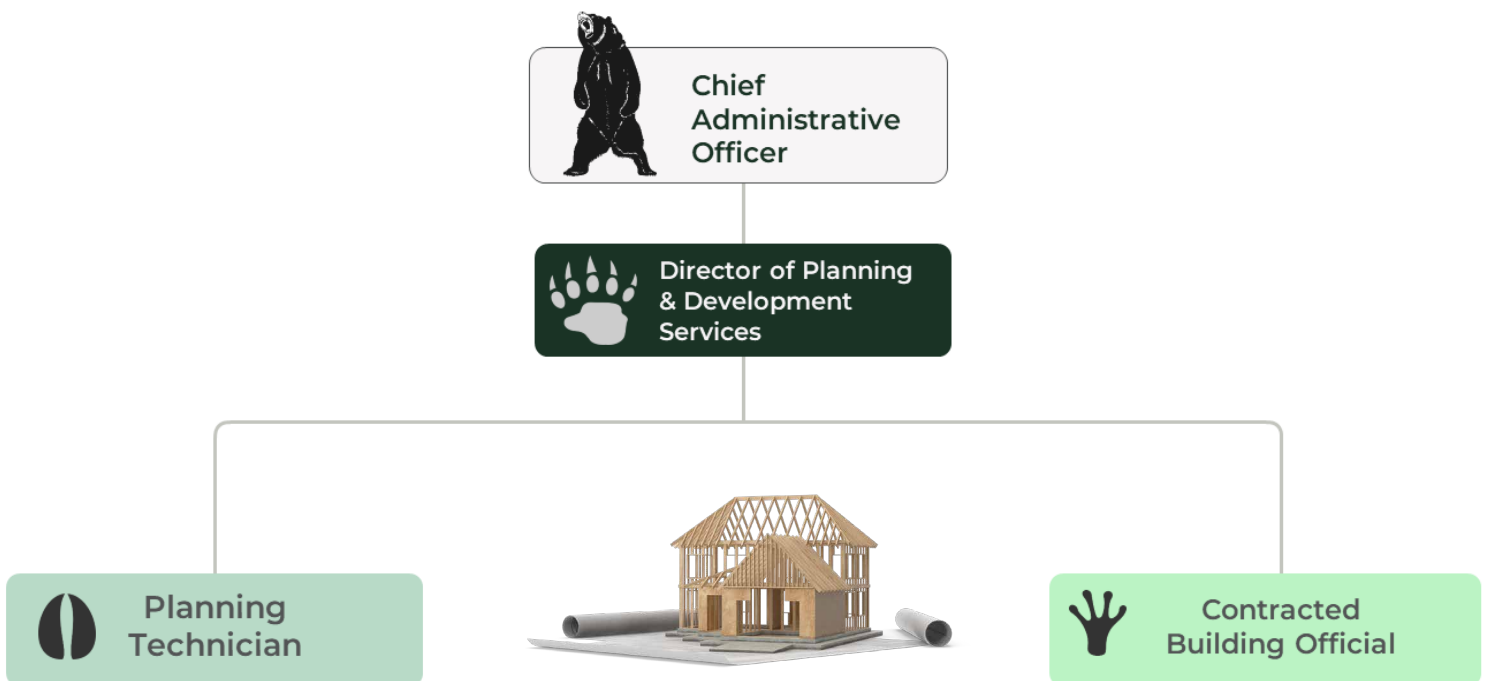 Chief
Administrative
Officer
Director of Planning
& Development
Services
Planning
Technician
Contracted
Building Official